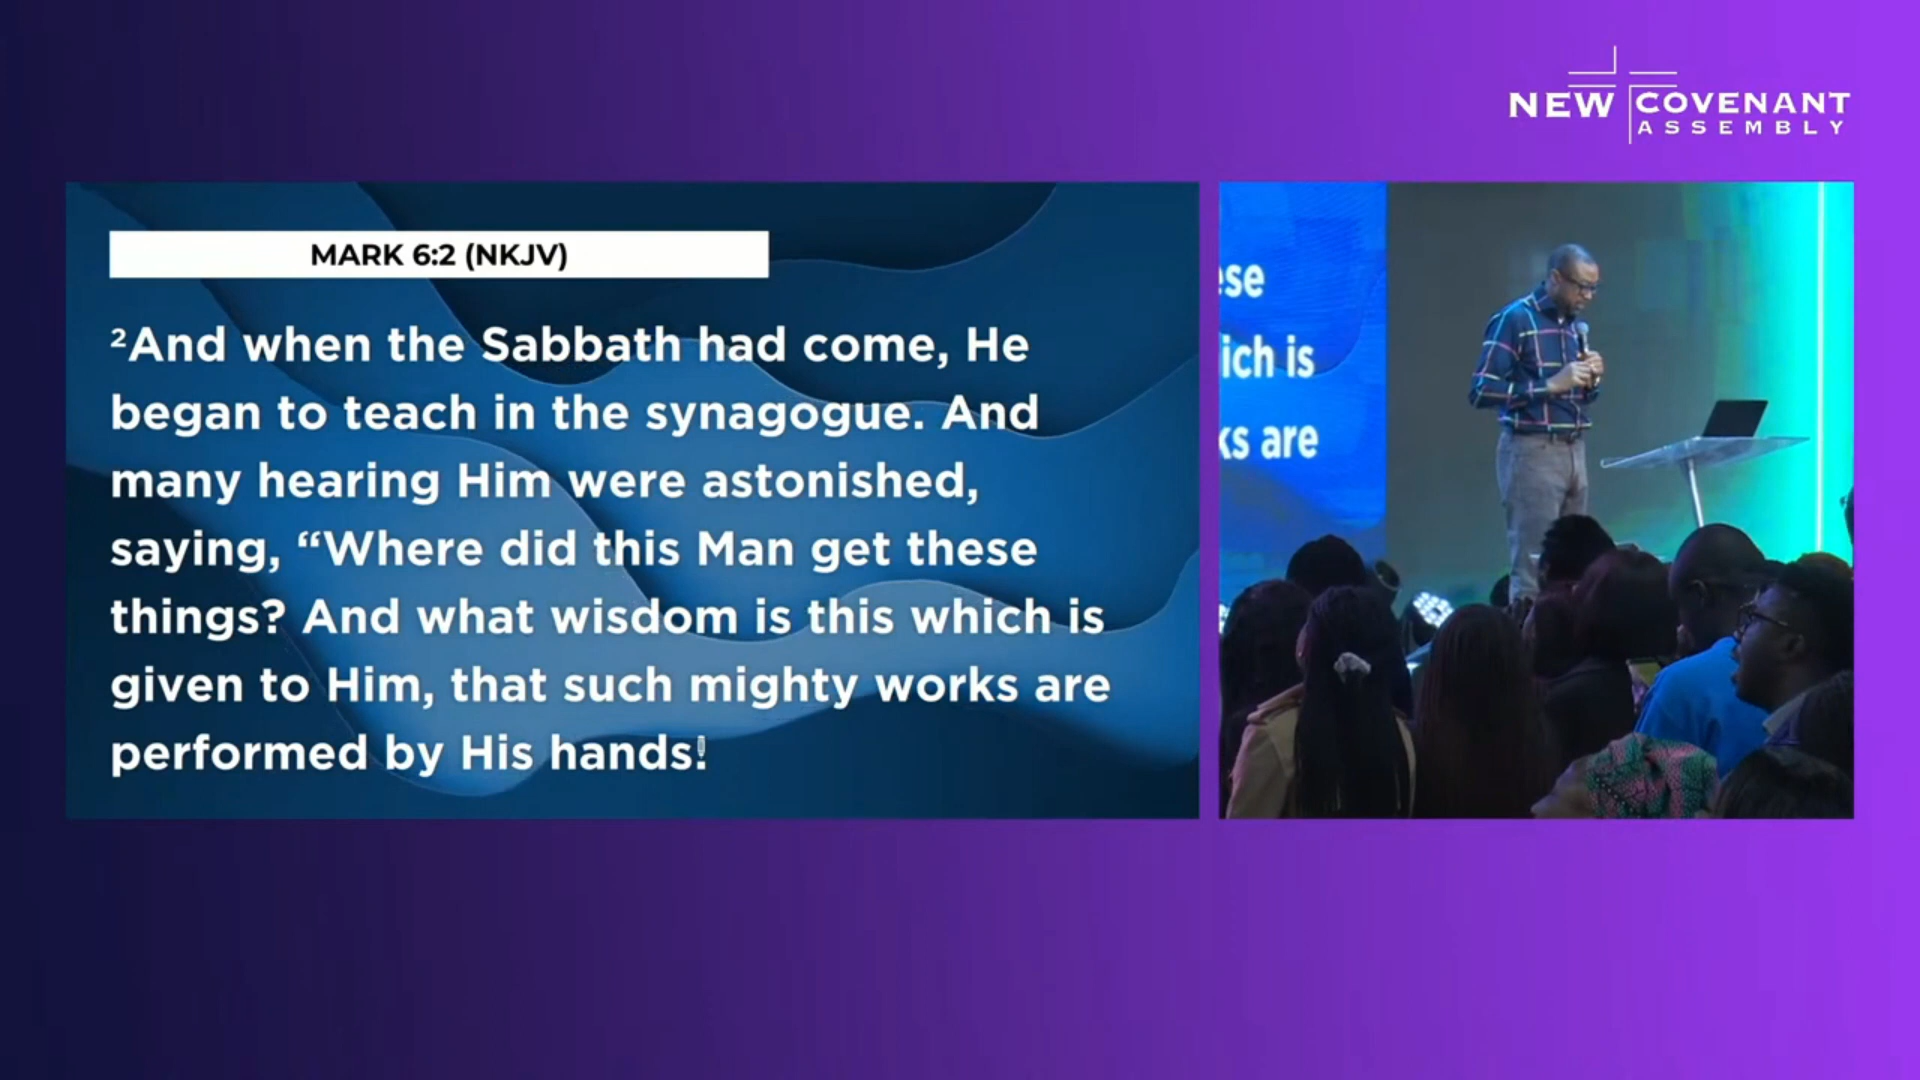 NEW COVENANT
ASSEMBLY
MARK 6:2 (NKJV)
²And when the Sabbath had come, He
began to teach in the synagogue. And
many hearing Him were astonished,
saying, “Where did this Man get these
things? And what wisdom is this which is
given to Him, that such mighty works are
performed by His hands!
ese
ich is
ks are